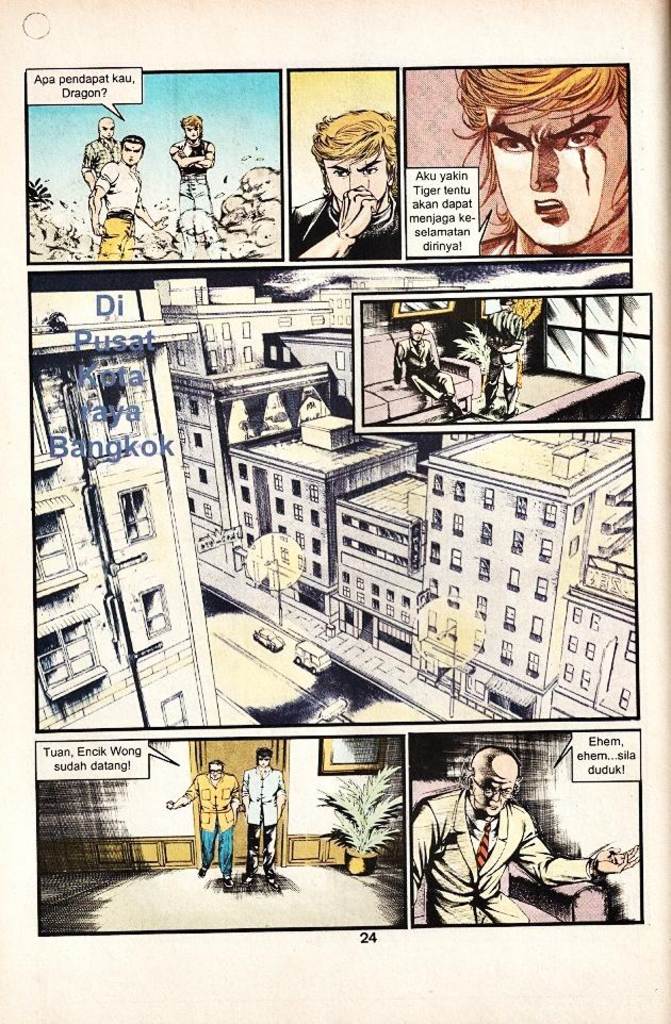 Apa pendapat kau,
Dragon?
Aku yakin
Tiger tentu
akan dapat
menjaga ke-
selamatan
dirinya!
Di
Pusat
Kota
raya
Bangkok
Tuan, Encik Wong
sudah datang!
Ehem,
ehem...sila
duduk!
24